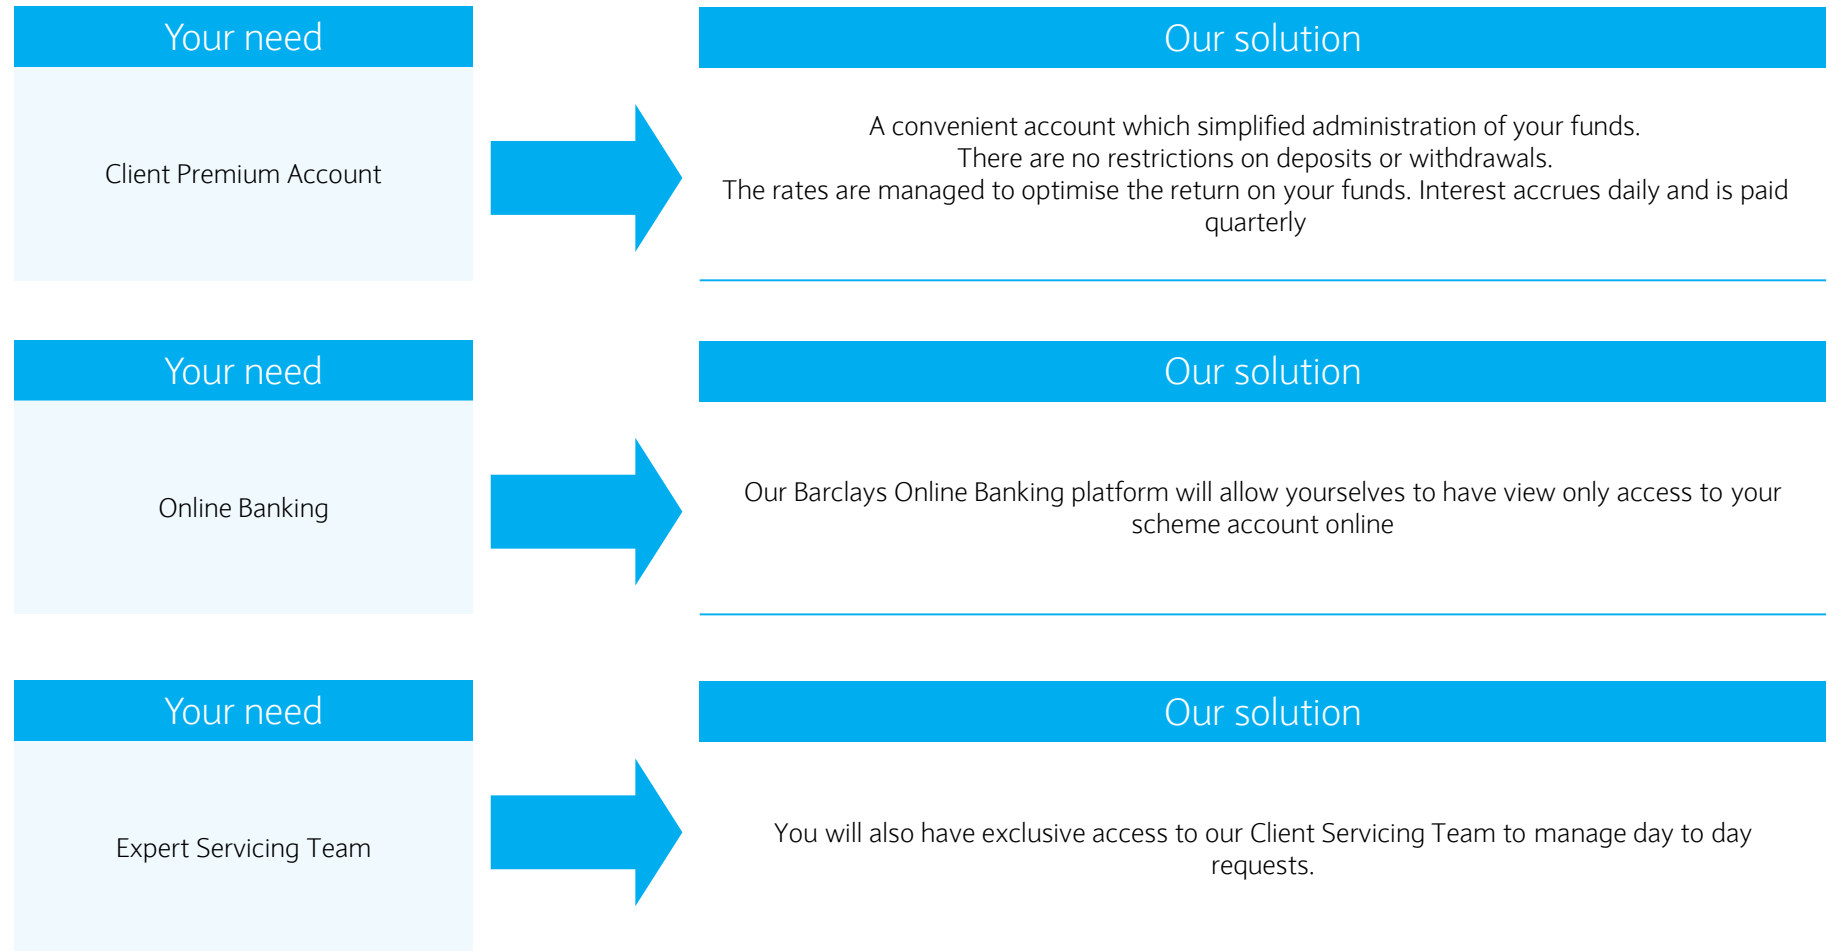 Your need
Our solution
Client Premium Account
A convenient account which simplified administration of your funds.
There are no restrictions on deposits or withdrawals.
The rates are managed to optimise the return on your funds. Interest accrues daily and is paid
quarterly
Your need
Our solution
Online Banking
Our Barclays Online Banking platform will allow yourselves to have view only access to your
scheme account online
Your need
Our solution
Expert Servicing Team
You will also have exclusive access to our Client Servicing Team to manage day to day
requests.